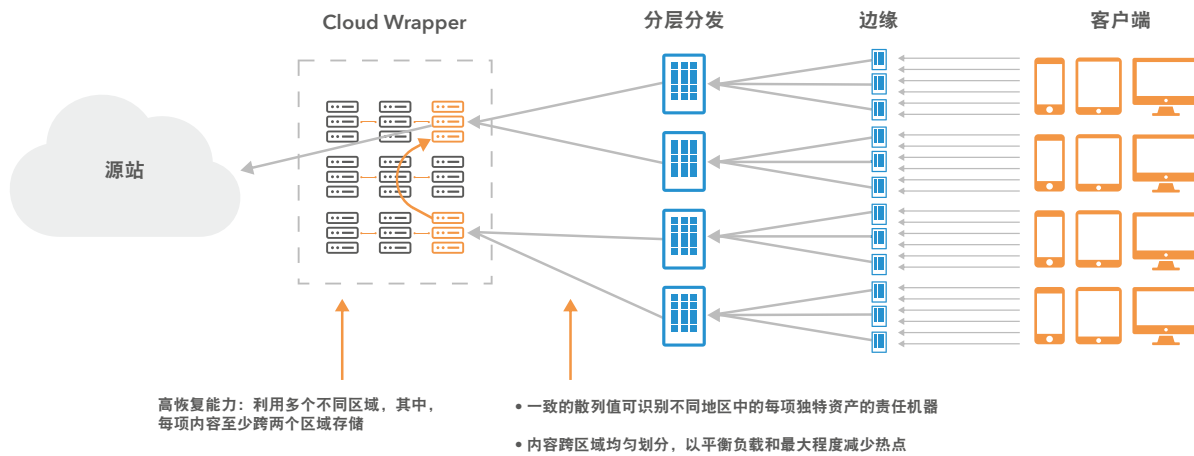 Cloud Wrapper
分层分发
边缘
客户端
源站
高恢复能力：利用多个不同区域，其中，
每项内容至少跨两个区域存储
• 一致的散列值可识别不同地区中的每项独特资产的责任机器
• 内容跨区域均匀划分，以平衡负载和最大程度减少热点